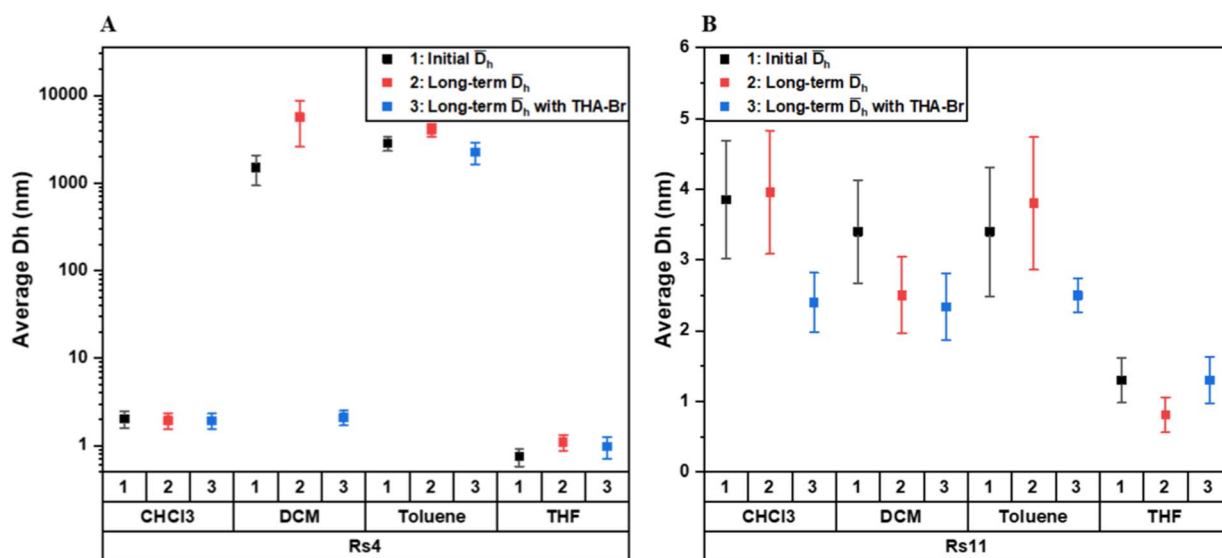 A
Average Dh (nm)
10000
1000
100
10
1
1: Initial D̅h
2: Long-term D̅h
3: Long-term D̅h with THA-Br
1 2 3 1 2 3 1 2 3 1 2 3
CHCl3 DCM Toluene THF
Rs4
B
Average Dh (nm)
6
5
4
3
2
1
0
1: Initial D̅h
2: Long-term D̅h
3: Long-term D̅h with THA-Br
1 2 3 1 2 3 1 2 3 1 2 3
CHCl3 DCM Toluene THF
Rs11